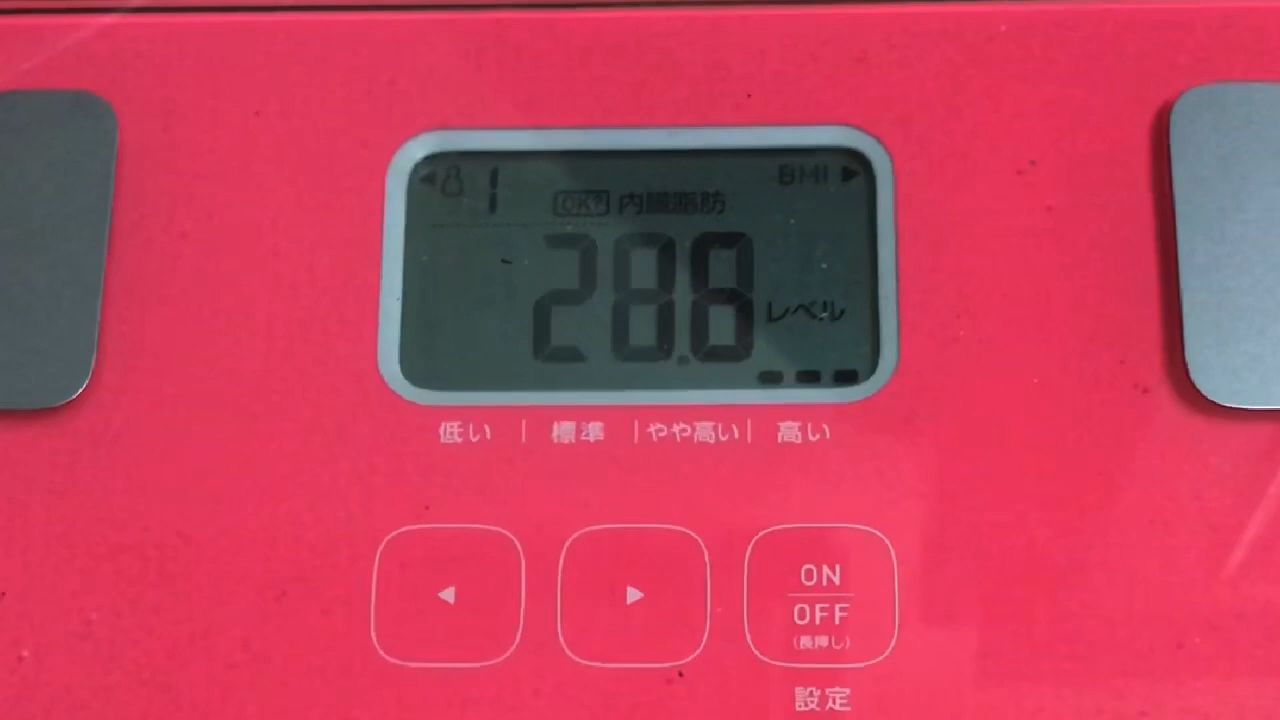 ◀ 1 BMI ▶
OK 内臓脂肪
28.8 レベル
低い | 標準 | やや高い | 高い
◀ ▶ ON
OFF
(長押し)
設定